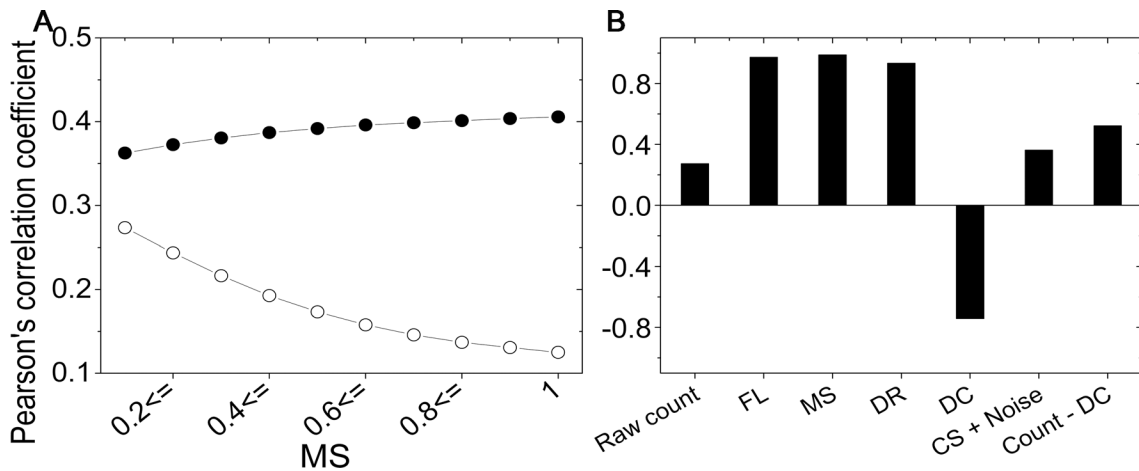 A
Pearson's correlation coefficient
0.5
0.4
0.3
0.2
0.1
0.2<=
0.4<=
0.6<=
0.8<=
1
MS
B
0.8
0.4
0.0
-0.4
-0.8
Raw count
FL
MS
DR
DC
CS + Noise
Count - DC